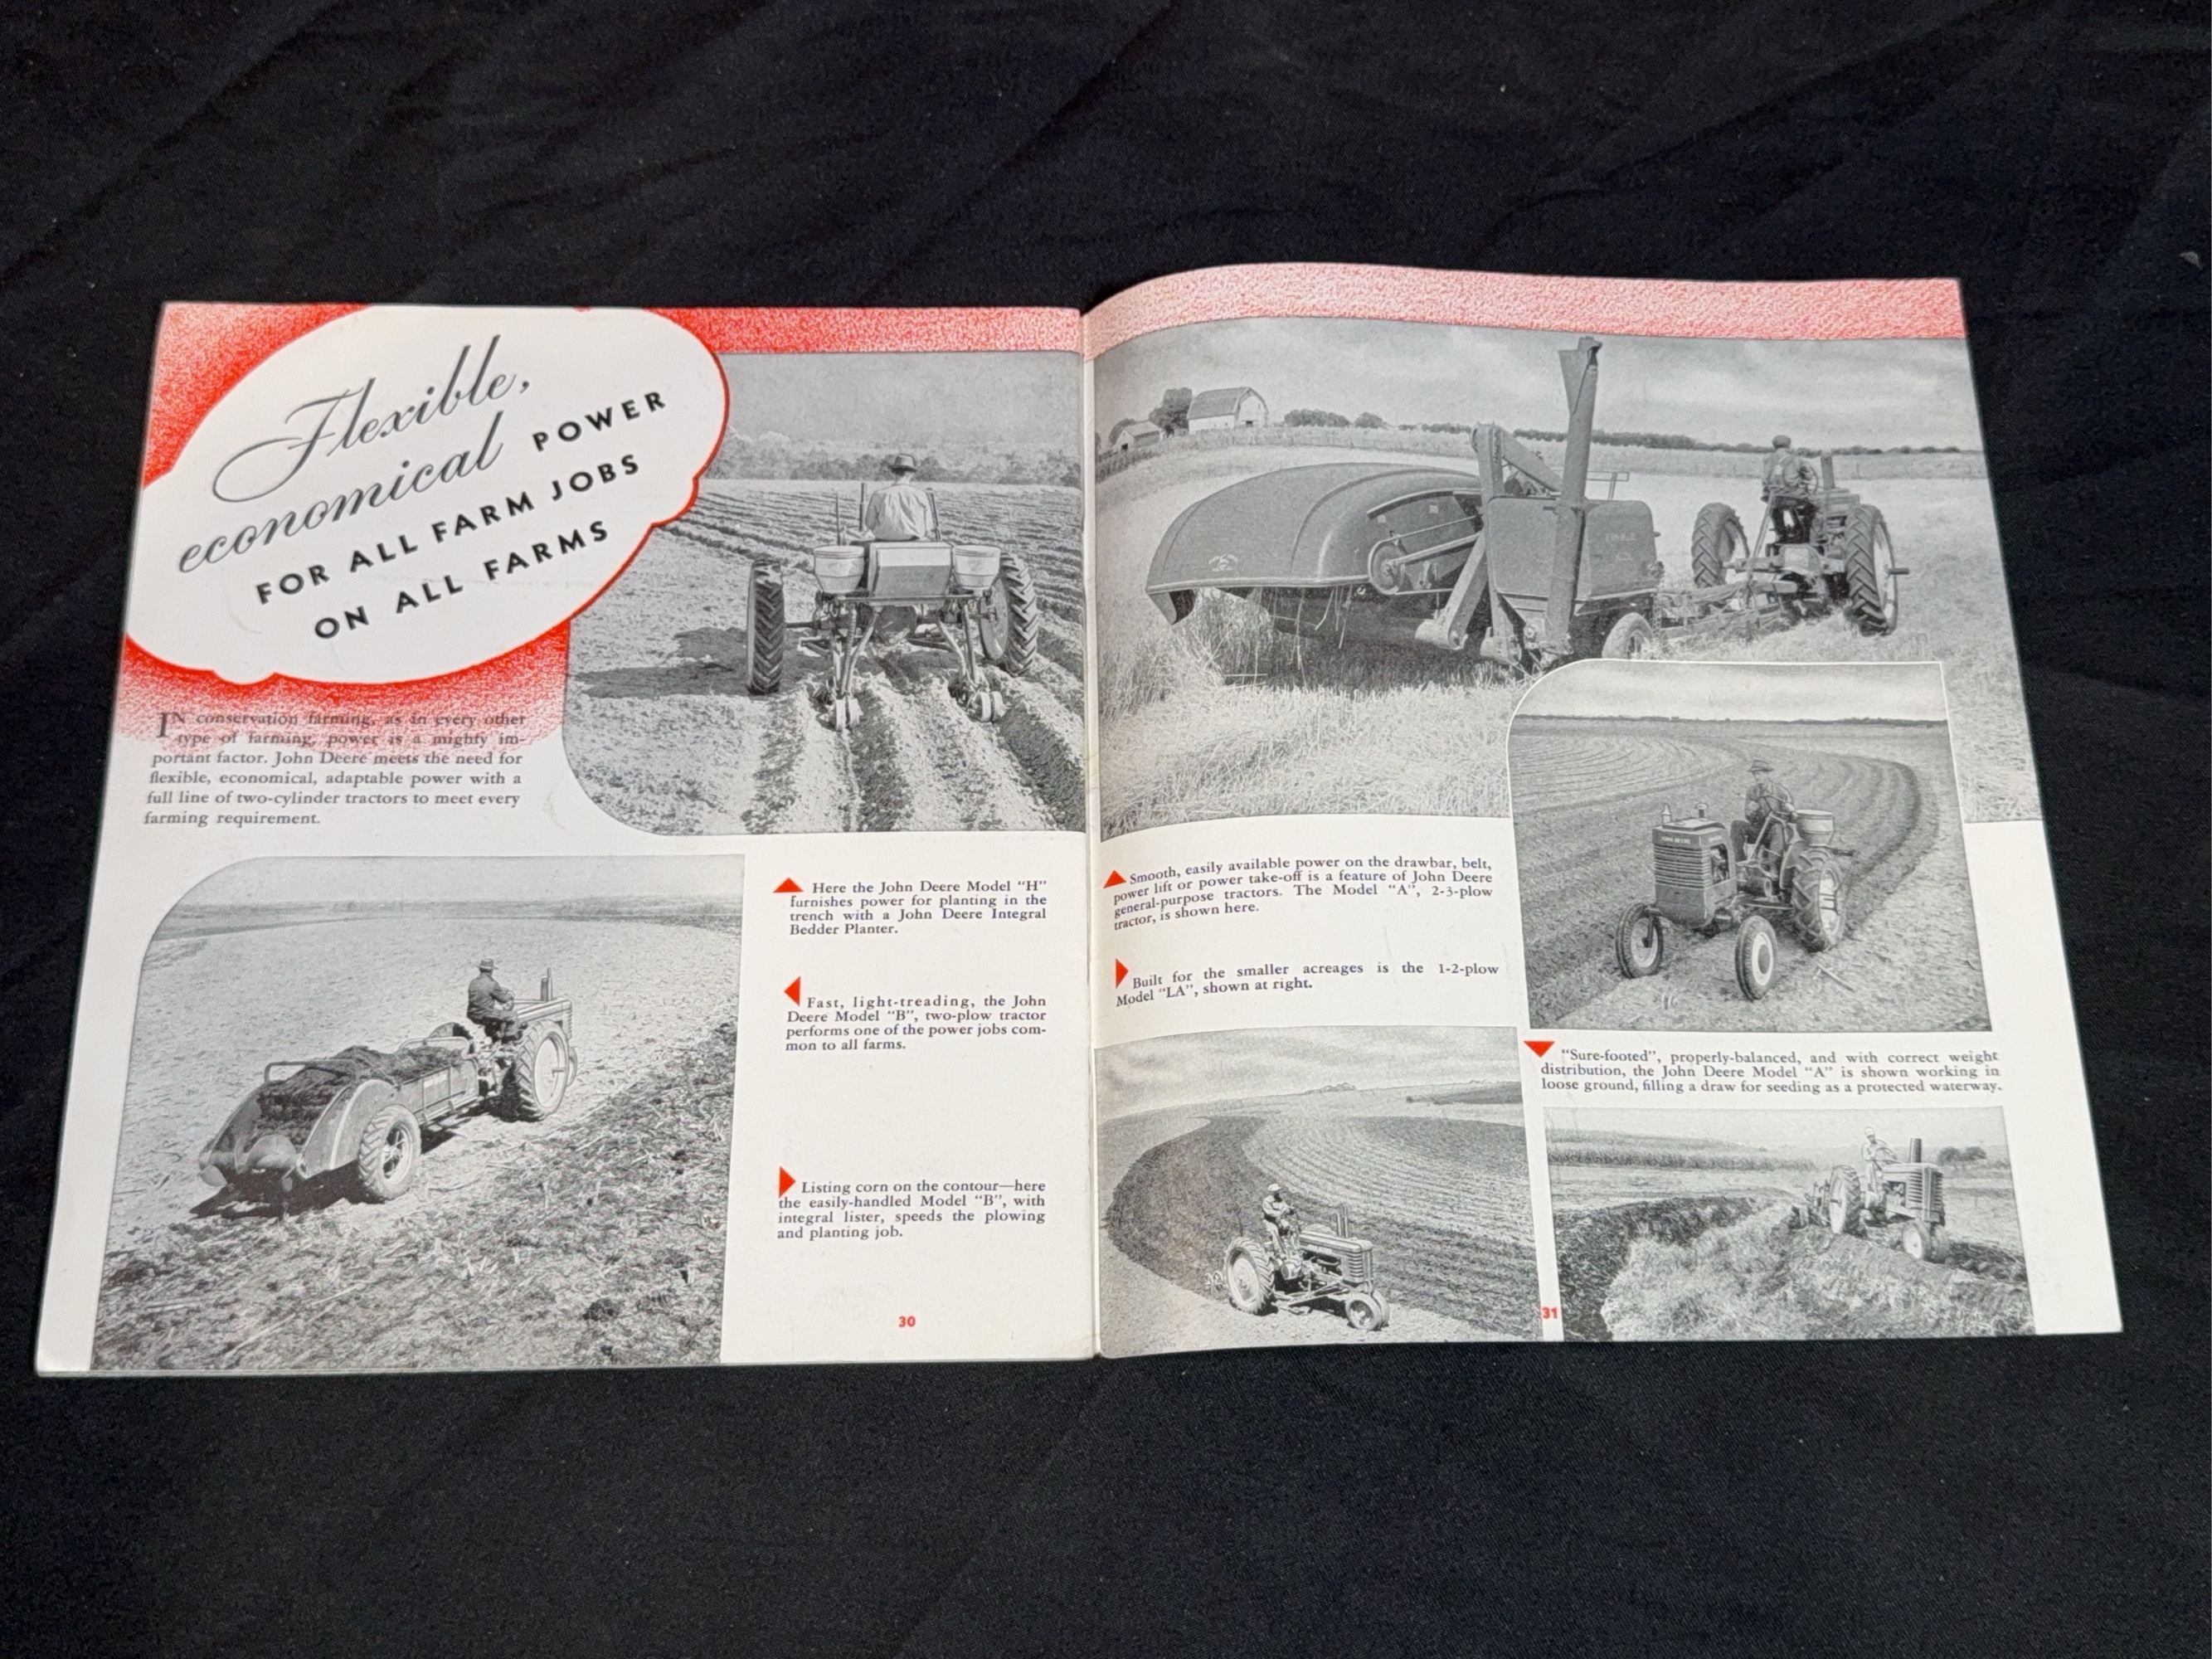 Flexible,
economical POWER
FOR ALL FARM JOBS
ON ALL FARMS
IN conservation farming, as in every other
type of farming, power is a mighty im-
portant factor. John Deere meets the need for
flexible, economical, adaptable power with a
full line of two-cylinder tractors to meet every
farming requirement.
Here the John Deere Model "H"
furnishes power for planting in the
trench with a John Deere Integral
Bedder Planter.
Fast, light-treading, the John
Deere Model "B", two-plow tractor
performs one of the power jobs com-
mon to all farms.
Listing corn on the contour—here
the easily-handled Model "B", with
integral lister, speeds the plowing
and planting job.
30
Smooth, easily available power on the drawbar, belt,
power lift or power take-off is a feature of John Deere
general-purpose tractors. The Model "A", 2-3-plow
tractor, is shown here.
Built for the smaller acreages is the 1-2-plow
Model "LA", shown at right.
"Sure-footed", properly-balanced, and with correct weight
distribution, the John Deere Model "A" is shown working in
loose ground, filling a draw for seeding as a protected waterway.
31